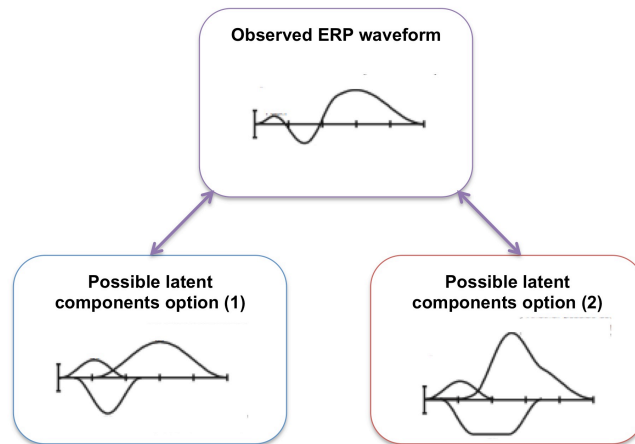 Observed ERP waveform
Possible latent
components option (1)
Possible latent
components option (2)